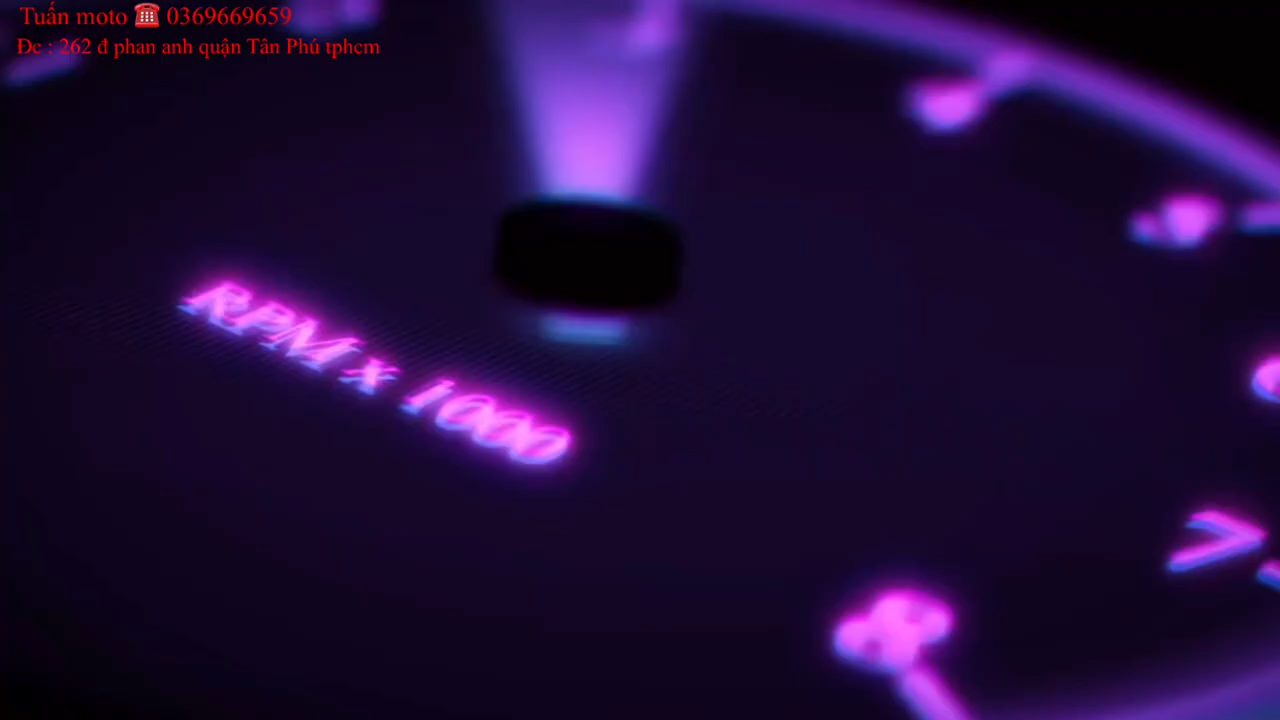 Tuấn moto ☎ 0369669659
Đc : 262 đ phan anh quận Tân Phú tphcm
RPM x 1000
7
8